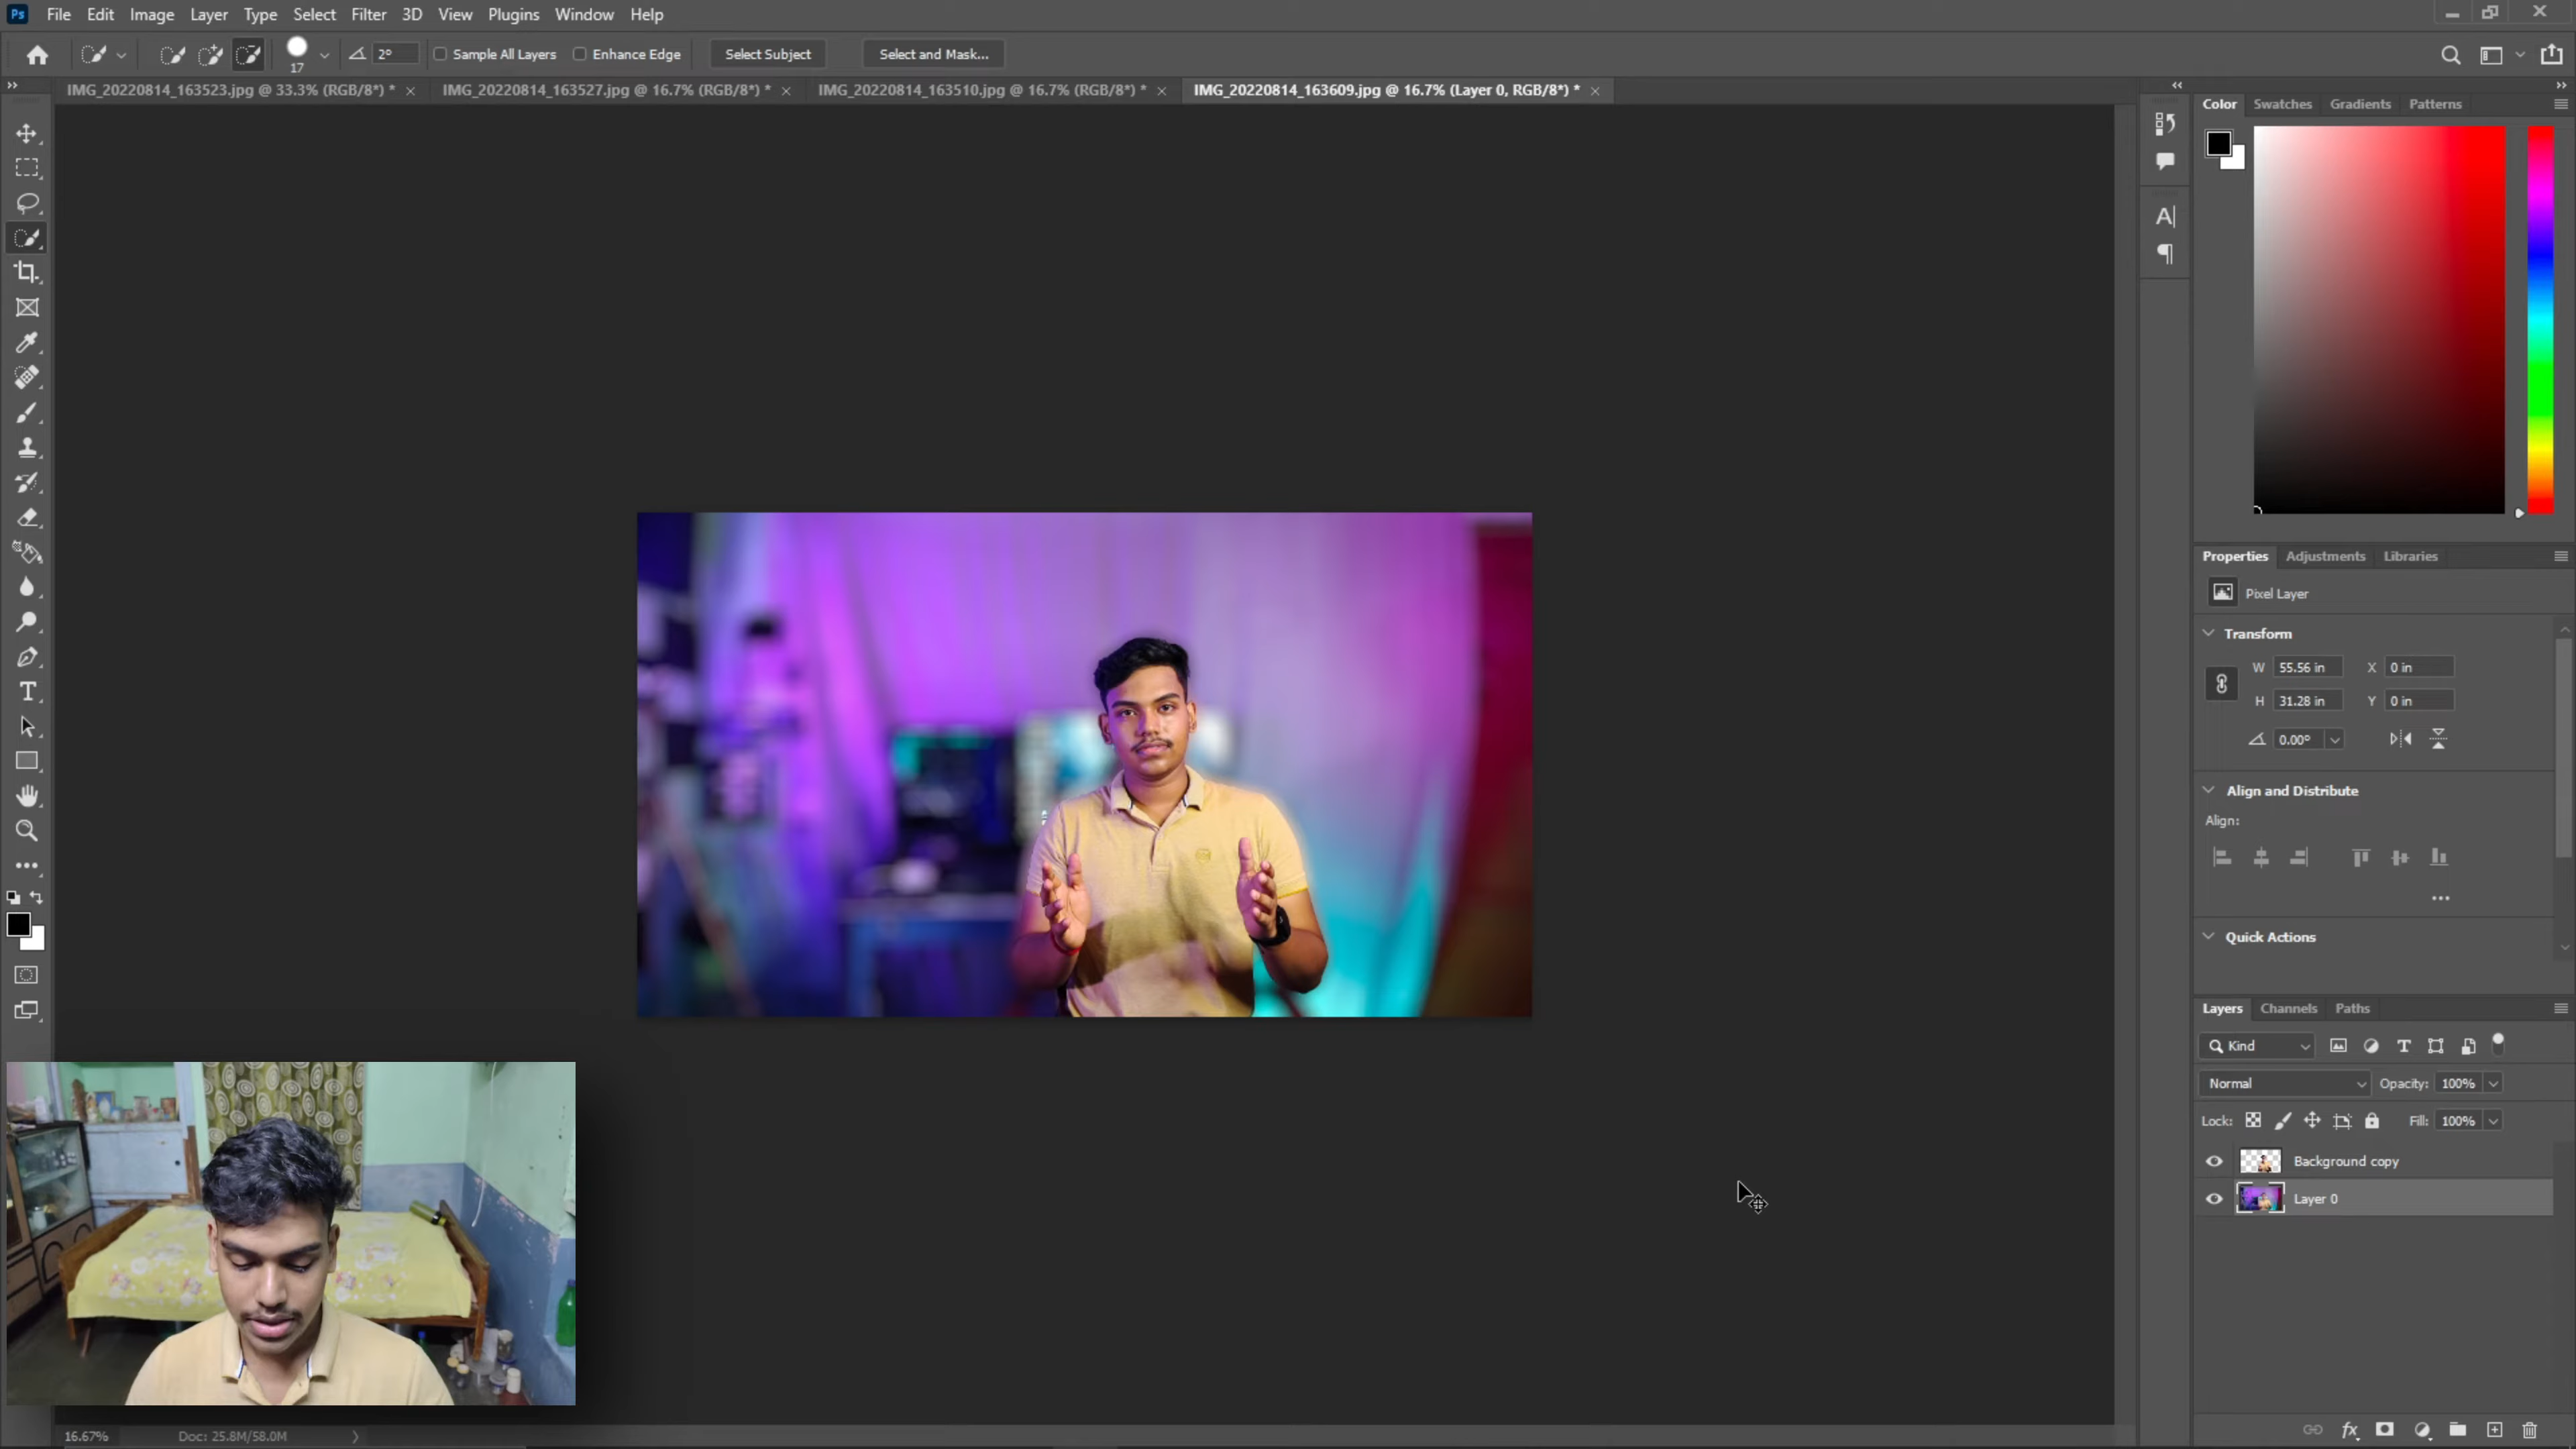 Ps File Edit Image Layer Type Select Filter 3D View Plugins Window Help
17 2° Sample All Layers Enhance Edge Select Subject Select and Mask...
IMG_20220814_163523.jpg @ 33.3% (RGB/8*) * × IMG_20220814_163527.jpg @ 16.7% (RGB/8*) * × IMG_20220814_163510.jpg @ 16.7% (RGB/8*) * × IMG_20220814_163609.jpg @ 16.7% (Layer 0, RGB/8*) * ×
Color Swatches Gradients Patterns
Properties Adjustments Libraries
Pixel Layer
Transform
W 55.56 in X 0 in
H 31.28 in Y 0 in
0.00°
Align and Distribute
Align:
Quick Actions
Layers Channels Paths
Kind
Normal Opacity: 100%
Lock: Fill: 100%
Background copy
Layer 0
16.67% Doc: 25.8M/58.0M